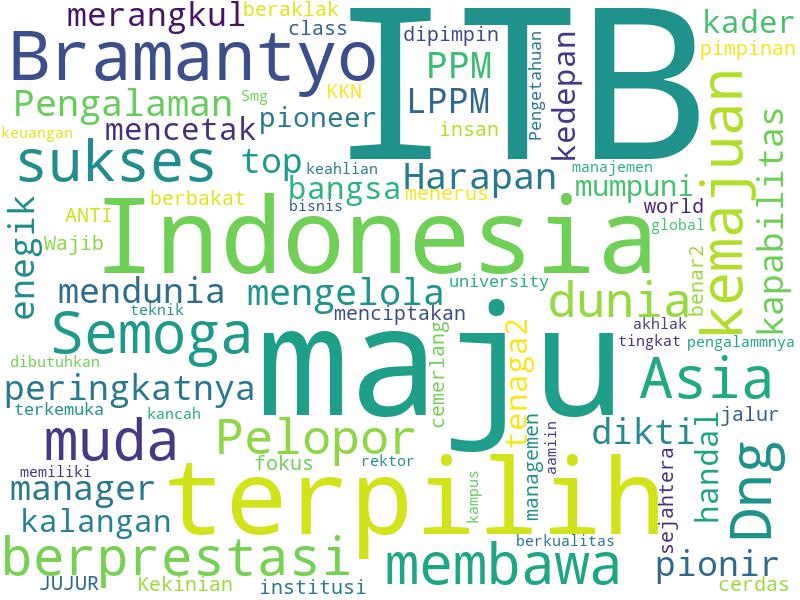 merangkul
beraklak
class
ITB
dipimpin
kader
pimpinan
Bramantyo
PPM
Pengetahuan
kedepan
Pengalaman
Smg
KKN
LPPM
insan
keuangan
mencetak
pioneer
sukses
top
keahlian
Harapan
manajemen
mumpuni
kemajuan
kapabilitas
bangsa
menerus
berbakat
bisnis
world
global
enegik
ANTI
Wajib
Indonesia
benar2
mendunia
mengelola
university
dunia
teknik
menciptakan
Semoga
maju
cemerlang
tenaga2
akhlak
tingkat
pengalammnya
dibutuhkan
peringkatnya
Asia
terkemuka
kancah
Pelopor
dikti
jalur
muda
managemen
aamiin
handal
Dng
memiliki
fokus
rektor
terpilih
kampus
sejahtera
manager
kalangan
berkualitas
berprestasi
membawa
pionir
JUJUR
Kekinian
institusi
cerdas